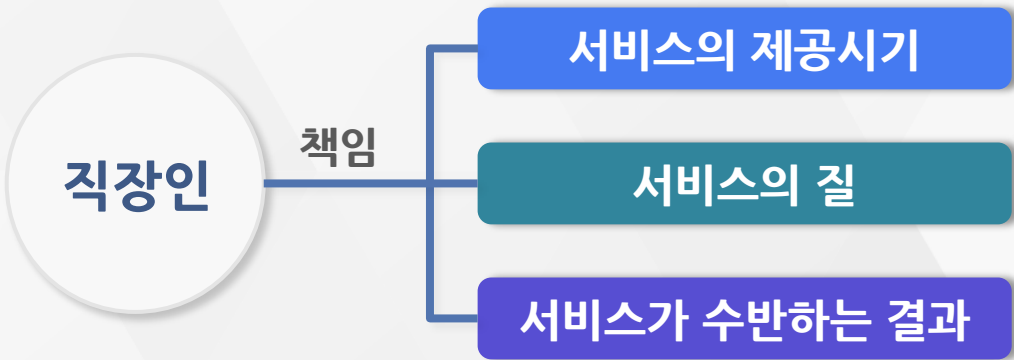 직장인
책임
서비스의 제공시기
서비스의 질
서비스가 수반하는 결과